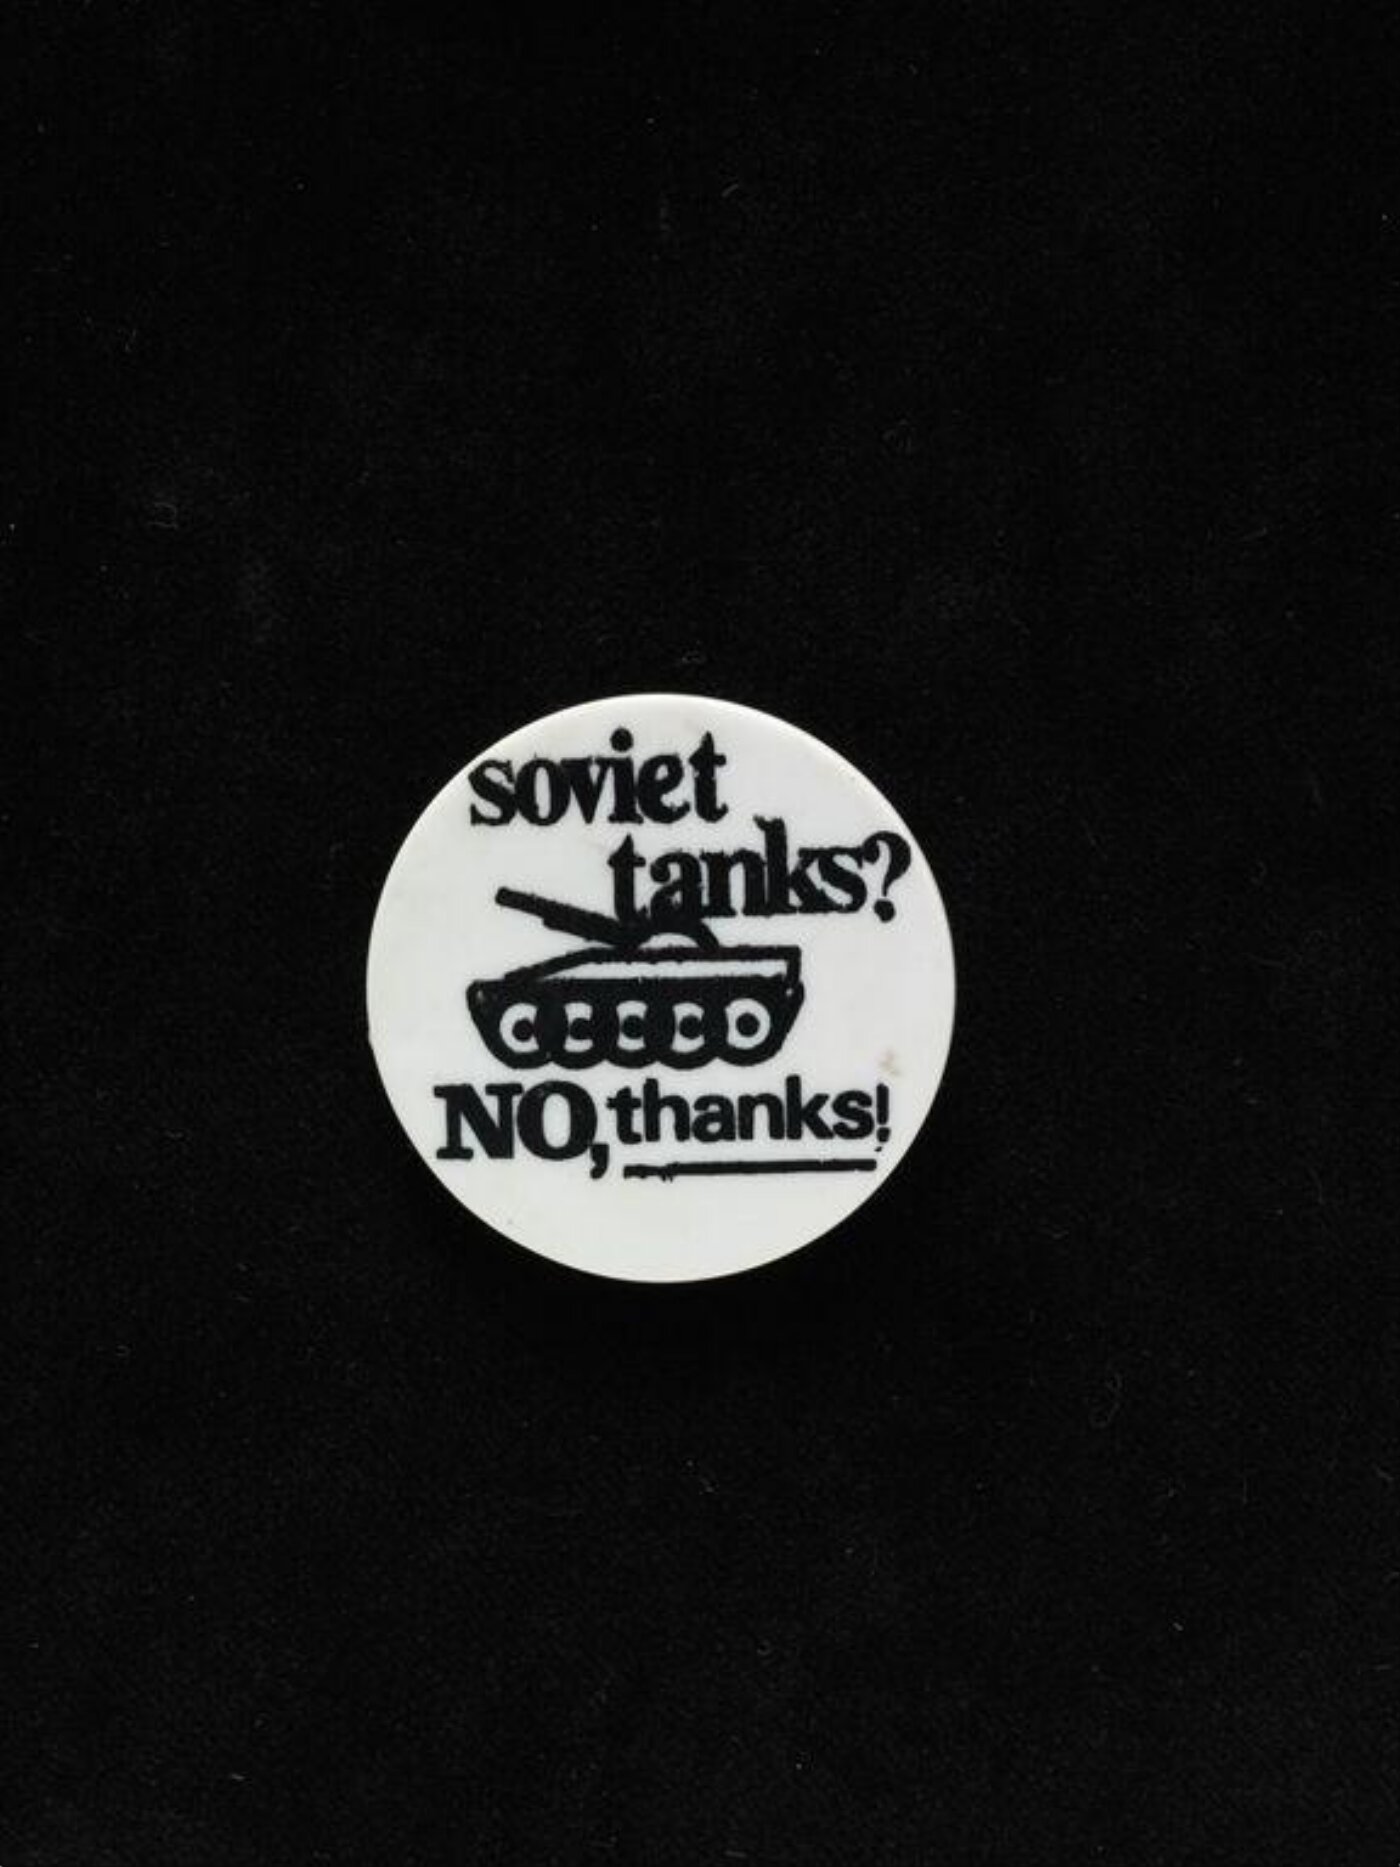 soviet
tanks?
NO, thanks!